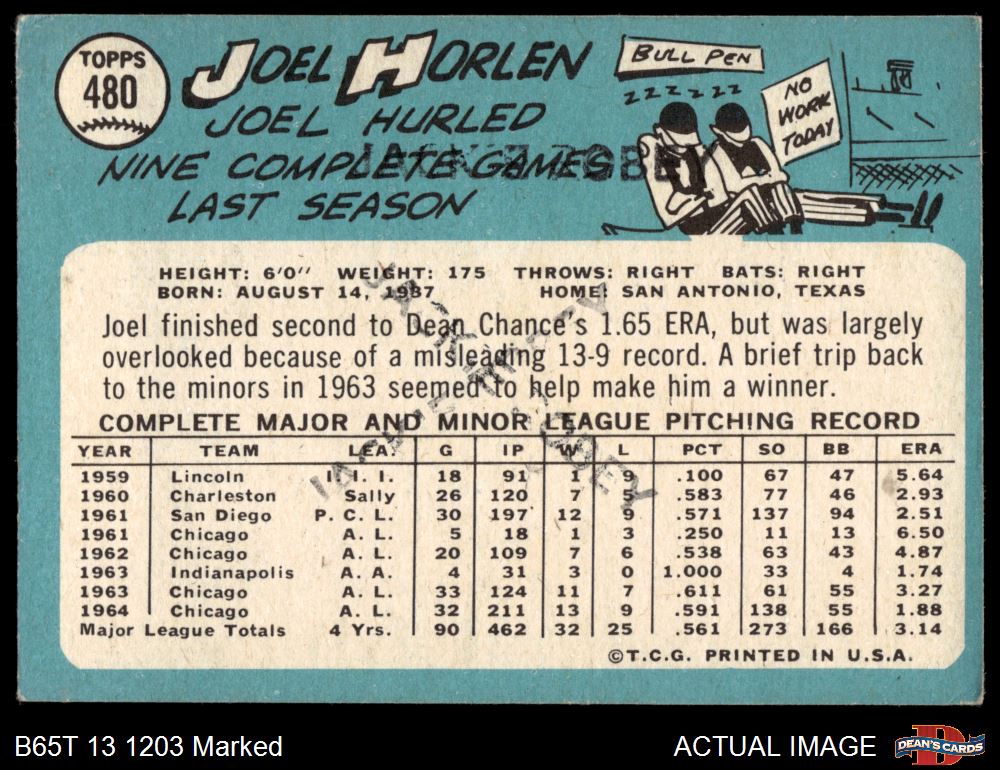 TOPPS
480
JOEL HORLEN
JOEL HURLED
NINE COMPLETE GAMES
LAST SEASON
BULL PEN
Z Z Z Z Z Z
NO
WORK
TODAY
HEIGHT: 6'0" WEIGHT: 175 THROWS: RIGHT BATS: RIGHT
BORN: AUGUST 14, 1937 HOME: SAN ANTONIO, TEXAS
Joel finished second to Dean Chance's 1.65 ERA, but was largely
overlooked because of a misleading 13-9 record. A brief trip back
to the minors in 1963 seemed to help make him a winner.
COMPLETE MAJOR AND MINOR LEAGUE PITCHING RECORD
YEAR TEAM LEA. G IP W L PCT SO BB ERA
1959 Lincoln I. I. I. 18 91 1 9 .100 67 47 5.64
1960 Charleston Sally 26 120 7 5 .583 77 46 2.93
1961 San Diego P. C. L. 30 197 12 9 .571 137 94 2.51
1961 Chicago A. L. 5 18 1 3 .250 11 13 6.50
1962 Chicago A. L. 20 109 7 6 .538 63 43 4.87
1963 Indianapolis A. A. 4 31 3 0 1.000 33 4 1.74
1963 Chicago A. L. 33 124 11 7 .611 61 55 3.27
1964 Chicago A. L. 32 211 13 9 .591 138 55 1.88
Major League Totals 4 Yrs. 90 462 32 25 .561 273 166 3.14
©T.C.G. PRINTED IN U.S.A.
B65T 13 1203 Marked
ACTUAL IMAGE
DEAN'S CARDS